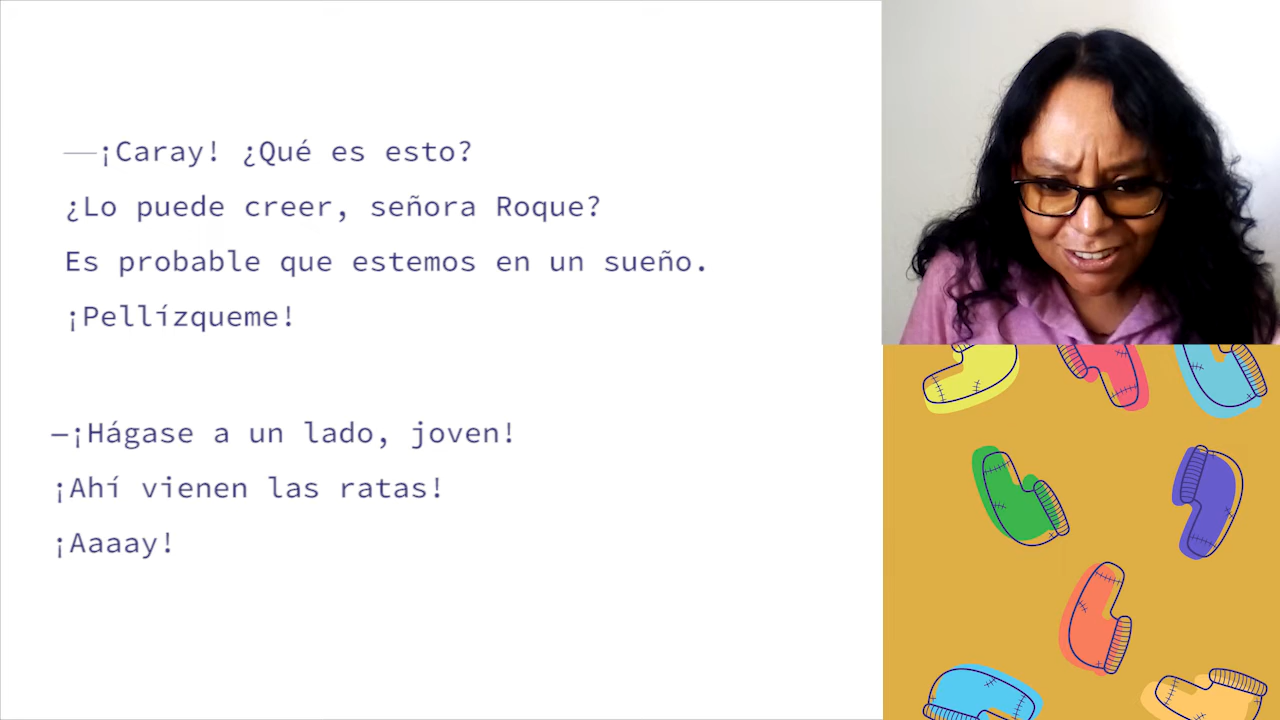 ——¡Caray! ¿Qué es esto?
¿Lo puede creer, señora Roque?
Es probable que estemos en un sueño.
¡Pellízqueme!
—¡Hágase a un lado, joven!
¡Ahí vienen las ratas!
¡Aaaay!